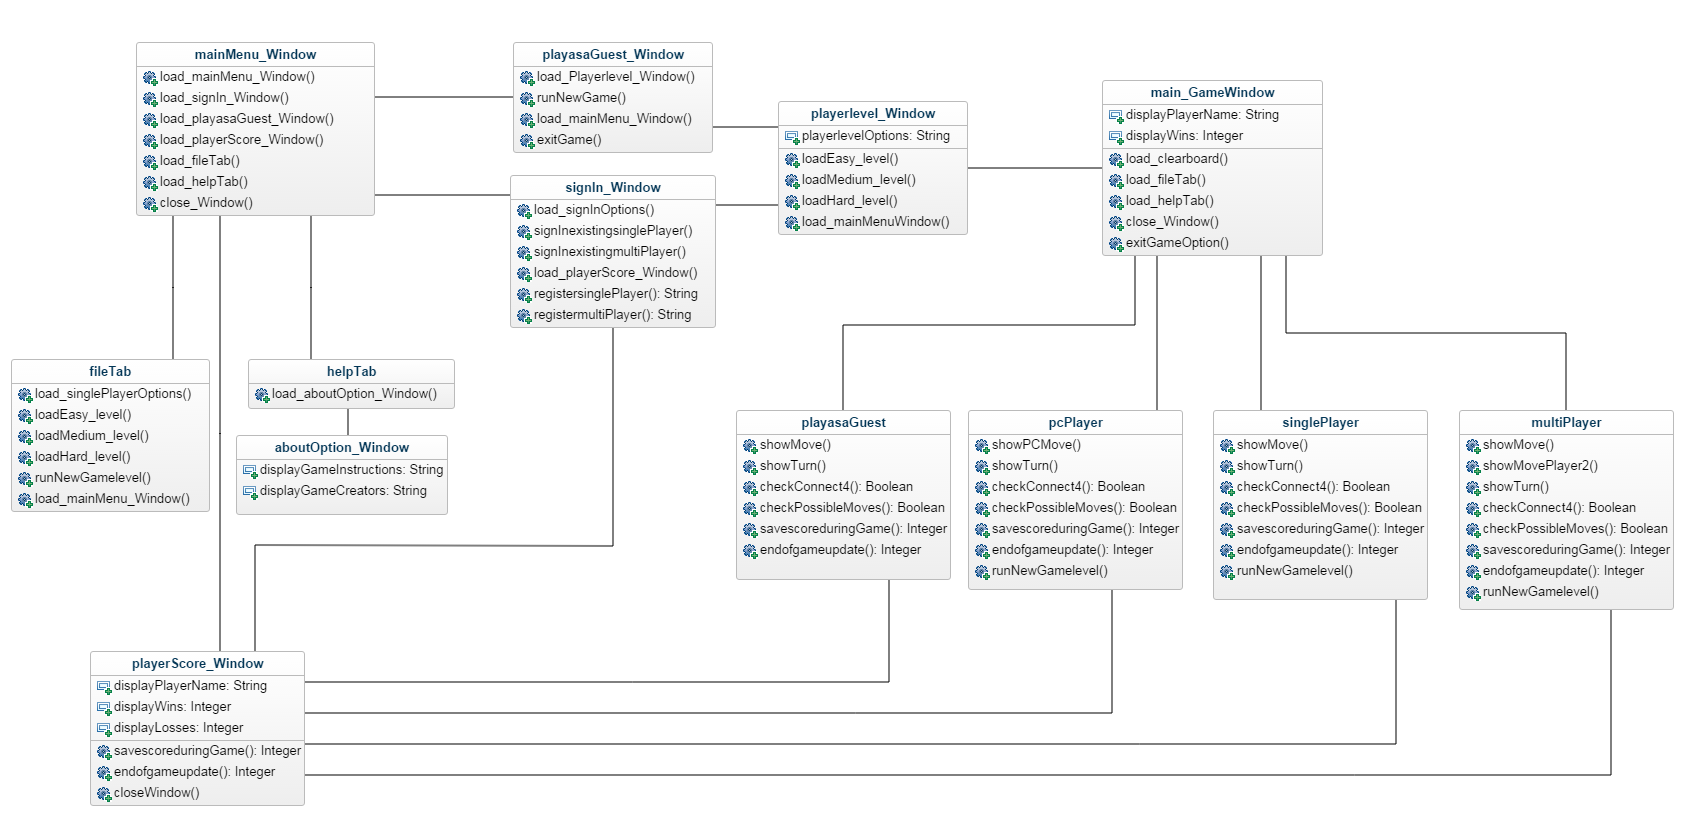 mainMenu_Window
load_mainMenu_Window()
load_signIn_Window()
load_playasaGuest_Window()
load_playerScore_Window()
load_fileTab()
load_helpTab()
close_Window()
playasaGuest_Window
load_Playerlevel_Window()
runNewGame()
load_mainMenu_Window()
exitGame()
signIn_Window
load_signInOptions()
signInexistingsinglePlayer()
signInexistingmultiPlayer()
load_playerScore_Window()
registersinglePlayer(): String
registermultiPlayer(): String
playerlevel_Window
playerlevelOptions: String
loadEasy_level()
loadMedium_level()
loadHard_level()
load_mainMenuWindow()
main_GameWindow
displayPlayerName: String
displayWins: Integer
load_clearboard()
load_fileTab()
load_helpTab()
close_Window()
exitGameOption()
fileTab
load_singlePlayerOptions()
loadEasy_level()
loadMedium_level()
loadHard_level()
runNewGamelevel()
load_mainMenu_Window()
helpTab
load_aboutOption_Window()
aboutOption_Window
displayGameInstructions: String
displayGameCreators: String
playasaGuest
showMove()
showTurn()
checkConnect4(): Boolean
checkPossibleMoves(): Boolean
savescoreduringGame(): Integer
endofgameupdate(): Integer
pcPlayer
showPCMove()
showTurn()
checkConnect4(): Boolean
checkPossibleMoves(): Boolean
savescoreduringGame(): Integer
endofgameupdate(): Integer
runNewGamelevel()
singlePlayer
showMove()
showTurn()
checkConnect4(): Boolean
checkPossibleMoves(): Boolean
savescoreduringGame(): Integer
endofgameupdate(): Integer
runNewGamelevel()
multiPlayer
showMove()
showMovePlayer2()
showTurn()
checkConnect4(): Boolean
checkPossibleMoves(): Boolean
savescoreduringGame(): Integer
endofgameupdate(): Integer
runNewGamelevel()
playerScore_Window
displayPlayerName: String
displayWins: Integer
displayLosses: Integer
savescoreduringGame(): Integer
endofgameupdate(): Integer
closeWindow()